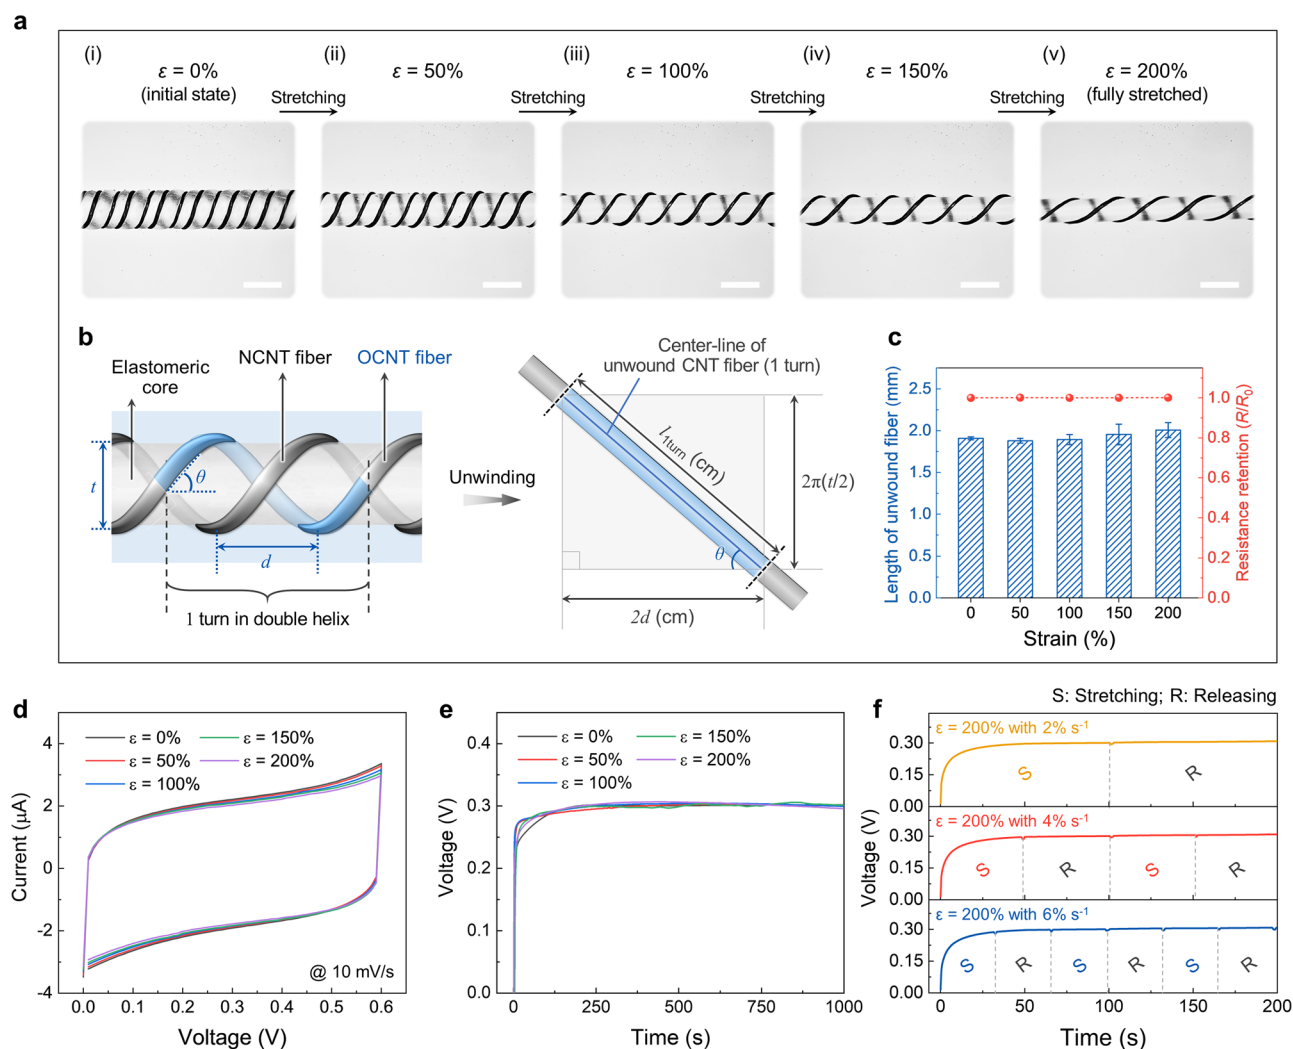 a
(i)
ε = 0%
(initial state)
Stretching
(ii)
ε = 50%
Stretching
(iii)
ε = 100%
Stretching
(iv)
ε = 150%
Stretching
(v)
ε = 200%
(fully stretched)
b
Elastomeric
core
NCNT fiber
OCNT fiber
t
θ
d
1 turn in double helix
Unwinding
Center-line of
unwound CNT fiber (1 turn)
l1turn (cm)
2π(t/2)
θ
2d (cm)
c
Length of unwound fiber (mm)
2.5
2.0
1.5
1.0
0.5
0.0
0
50
100
150
200
Strain (%)
1.0
0.8
0.6
0.4
0.2
0.0
Resistance retention (R/R0)
d
ε = 0%
ε = 50%
ε = 100%
ε = 150%
ε = 200%
Current (μA)
4
2
0
-2
-4
@ 10 mV/s
0.0
0.1
0.2
0.3
0.4
0.5
0.6
Voltage (V)
e
ε = 0%
ε = 50%
ε = 100%
ε = 150%
ε = 200%
Voltage (V)
0.4
0.3
0.2
0.1
0.0
0
250
500
750
1000
Time (s)
f
S: Stretching; R: Releasing
ε = 200% with 2% s-1
0.30
0.15
0.00
S
R
ε = 200% with 4% s-1
0.30
0.15
0.00
S
R
S
R
ε = 200% with 6% s-1
0.30
0.15
0.00
S
R
S
R
S
R
Voltage (V)
0
50
100
150
200
Time (s)